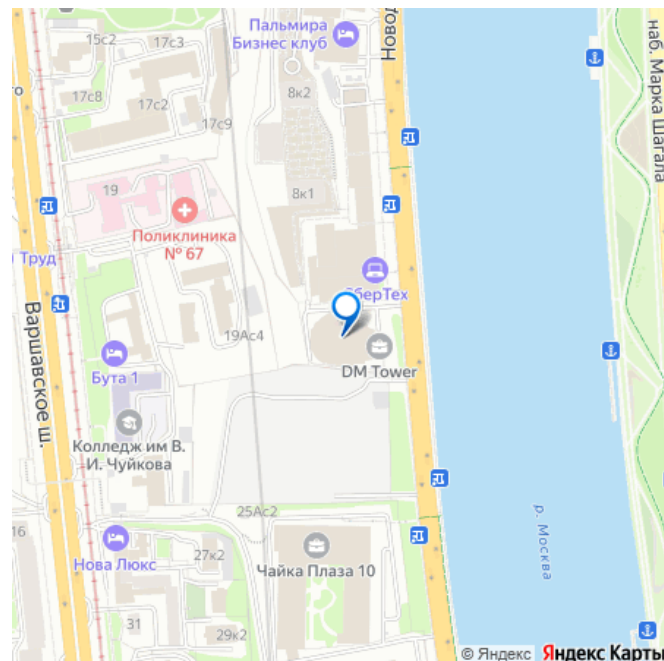 Пальмира
Бизнес клуб
Новод
наб. Марка Шагала
15с2
17с3
17с8
17с2
17с9
8к2
19
8к1
Поликлиника
№ 67
Труд
СберТех
Варшавское ш.
19Ас4
DM Tower
Бута 1
Колледж им В.
И. Чуйкова
25Ас2
р. Москва
16
27к2
Нова Люкс
Чайка Плаза 10
31
29к2
© Яндекс Яндекс Карты